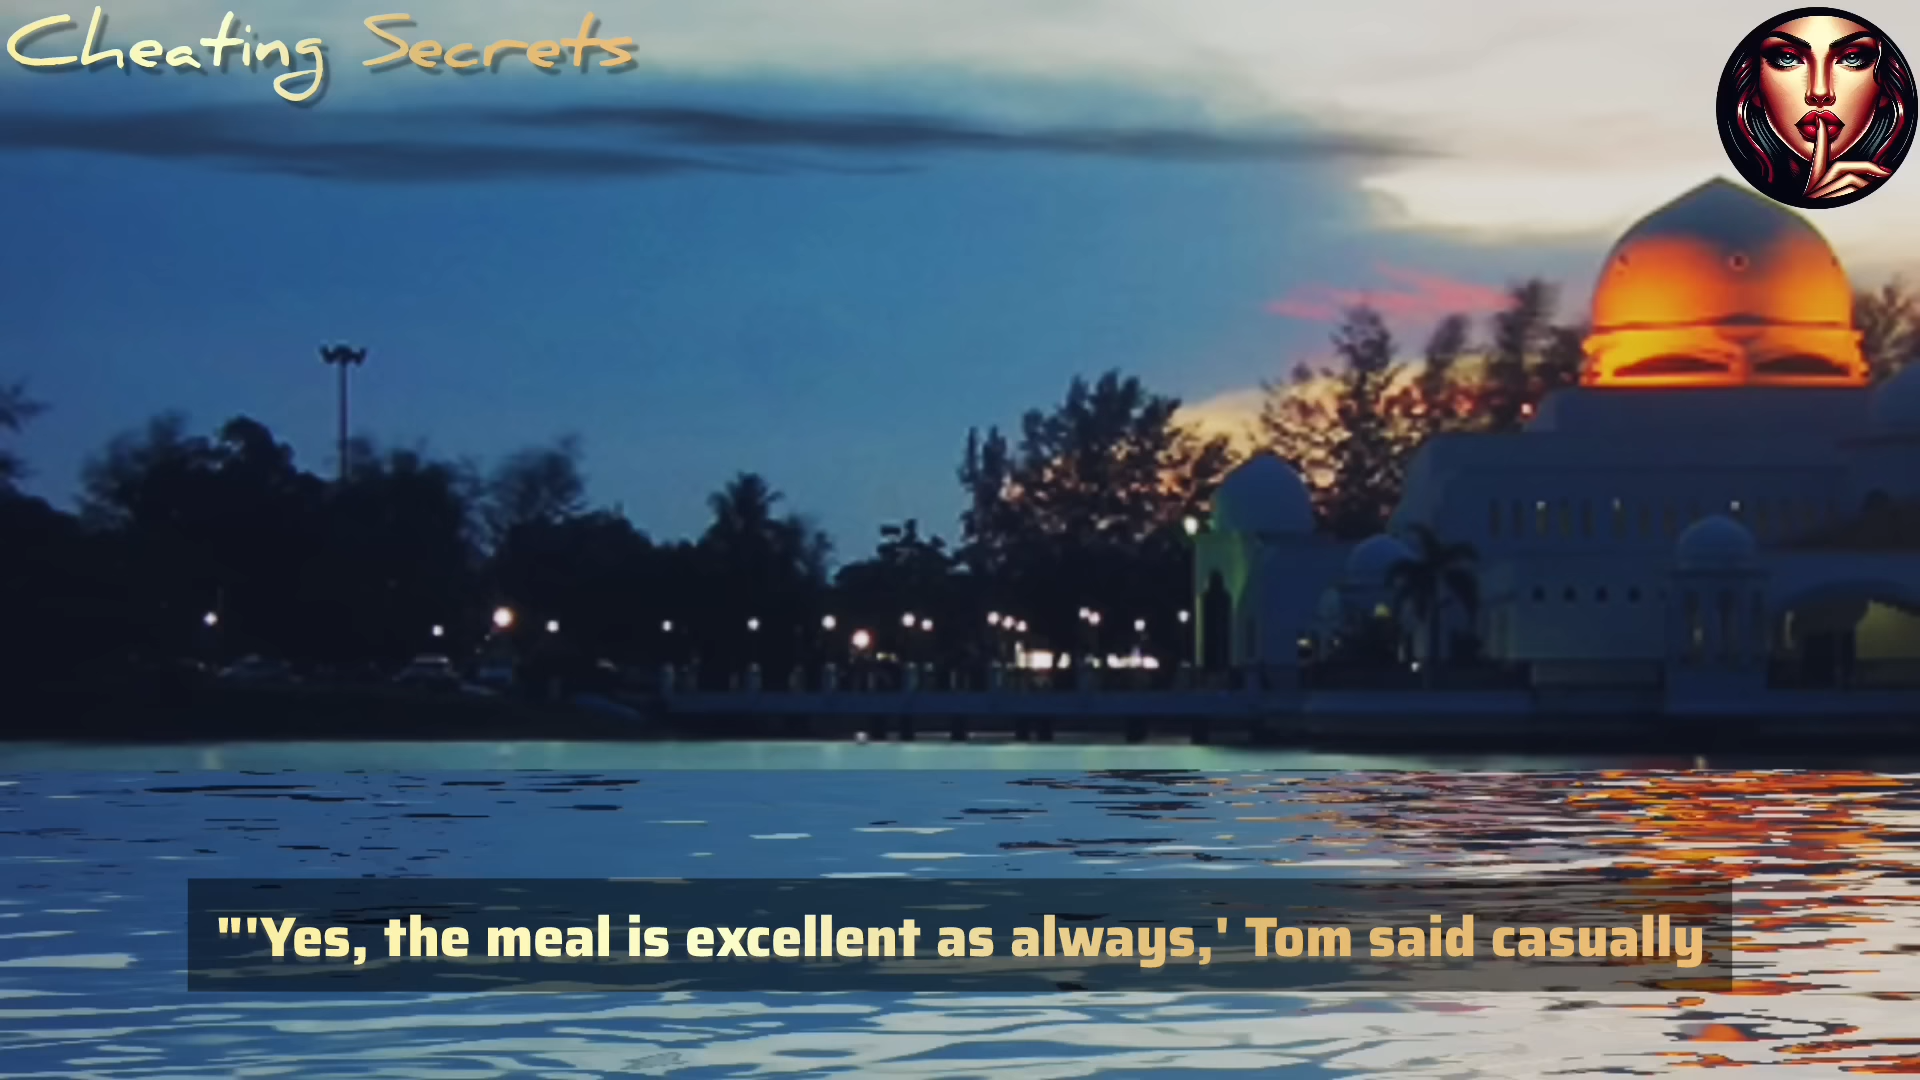 Cheating Secrets
"'Yes, the meal is excellent as always,' Tom said casually